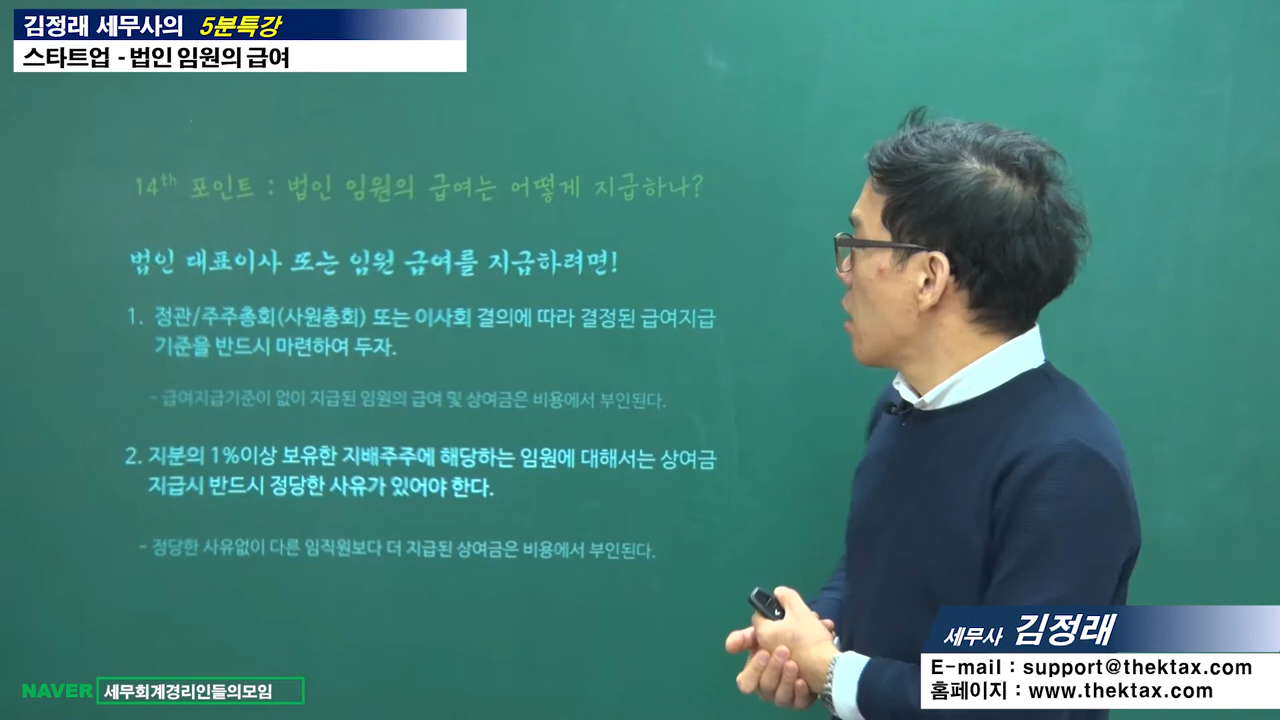 김정래 세무사의 5분특강
스타트업 - 법인 임원의 급여
14th 포인트 : 법인 임원의 급여는 어떻게 지급하나?
법인 대표이사 또는 임원 급여를 지급하려면!
1. 정관/주주총회(사원총회) 또는 이사회 결의에 따라 결정된 급여지급
기준을 반드시 마련하여 두자.
- 급여지급기준이 없이 지급된 임원의 급여 및 상여금은 비용에서 부인된다.
2. 지분의 1%이상 보유한 지배주주에 해당하는 임원에 대해서는 상여금
지급시 반드시 정당한 사유가 있어야 한다.
- 정당한 사유없이 다른 임직원보다 더 지급된 상여금은 비용에서 부인된다.
세무사 김정래
E-mail : support@thektax.com
홈페이지 : www.thektax.com
NAVER 세무회계경리인들의모임